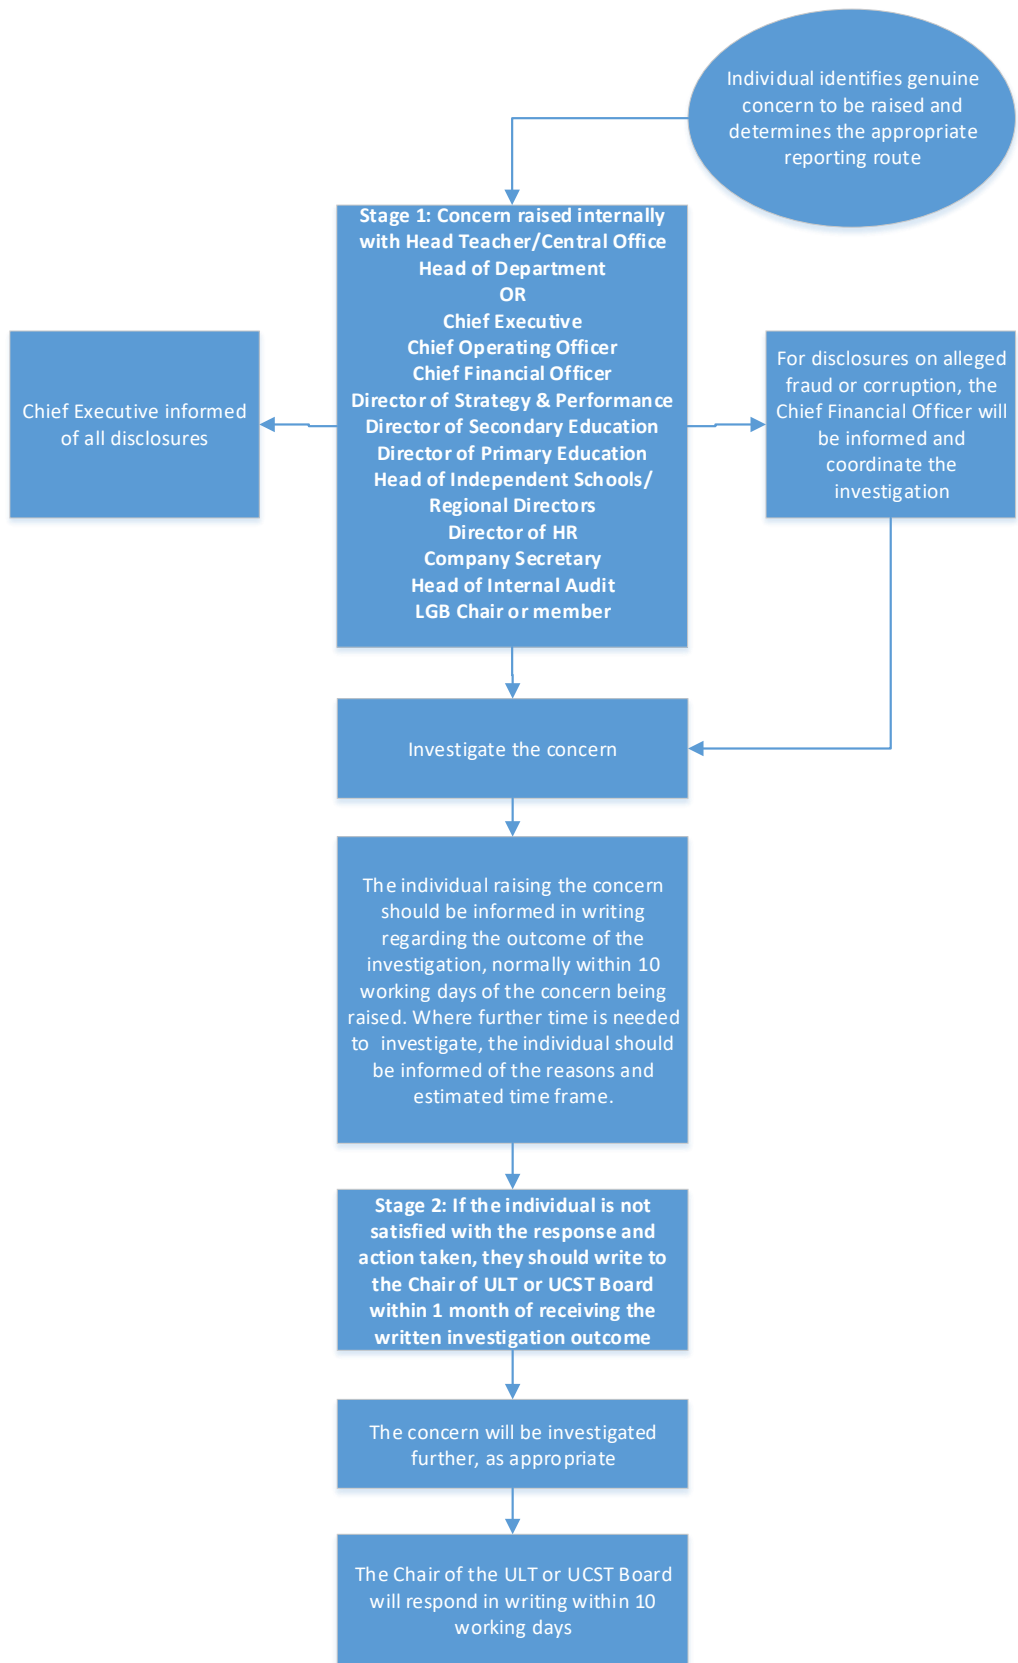 Individual identifies genuine
concern to be raised and
determines the appropriate
reporting route
Stage 1: Concern raised internally
with Head Teacher/Central Office
Head of Department
OR
Chief Executive
Chief Operating Officer
Chief Financial Officer
Director of Strategy & Performance
Director of Secondary Education
Director of Primary Education
Head of Independent Schools/
Regional Directors
Director of HR
Company Secretary
Head of Internal Audit
LGB Chair or member
Chief Executive informed
of all disclosures
For disclosures on alleged
fraud or corruption, the
Chief Financial Officer will
be informed and
coordinate the
investigation
Investigate the concern
The individual raising the concern
should be informed in writing
regarding the outcome of the
investigation, normally within 10
working days of the concern being
raised. Where further time is needed
to investigate, the individual should
be informed of the reasons and
estimated time frame.
Stage 2: If the individual is not
satisfied with the response and
action taken, they should write to
the Chair of ULT or UCST Board
within 1 month of receiving the
written investigation outcome
The concern will be investigated
further, as appropriate
The Chair of the ULT or UCST Board
will respond in writing within 10
working days